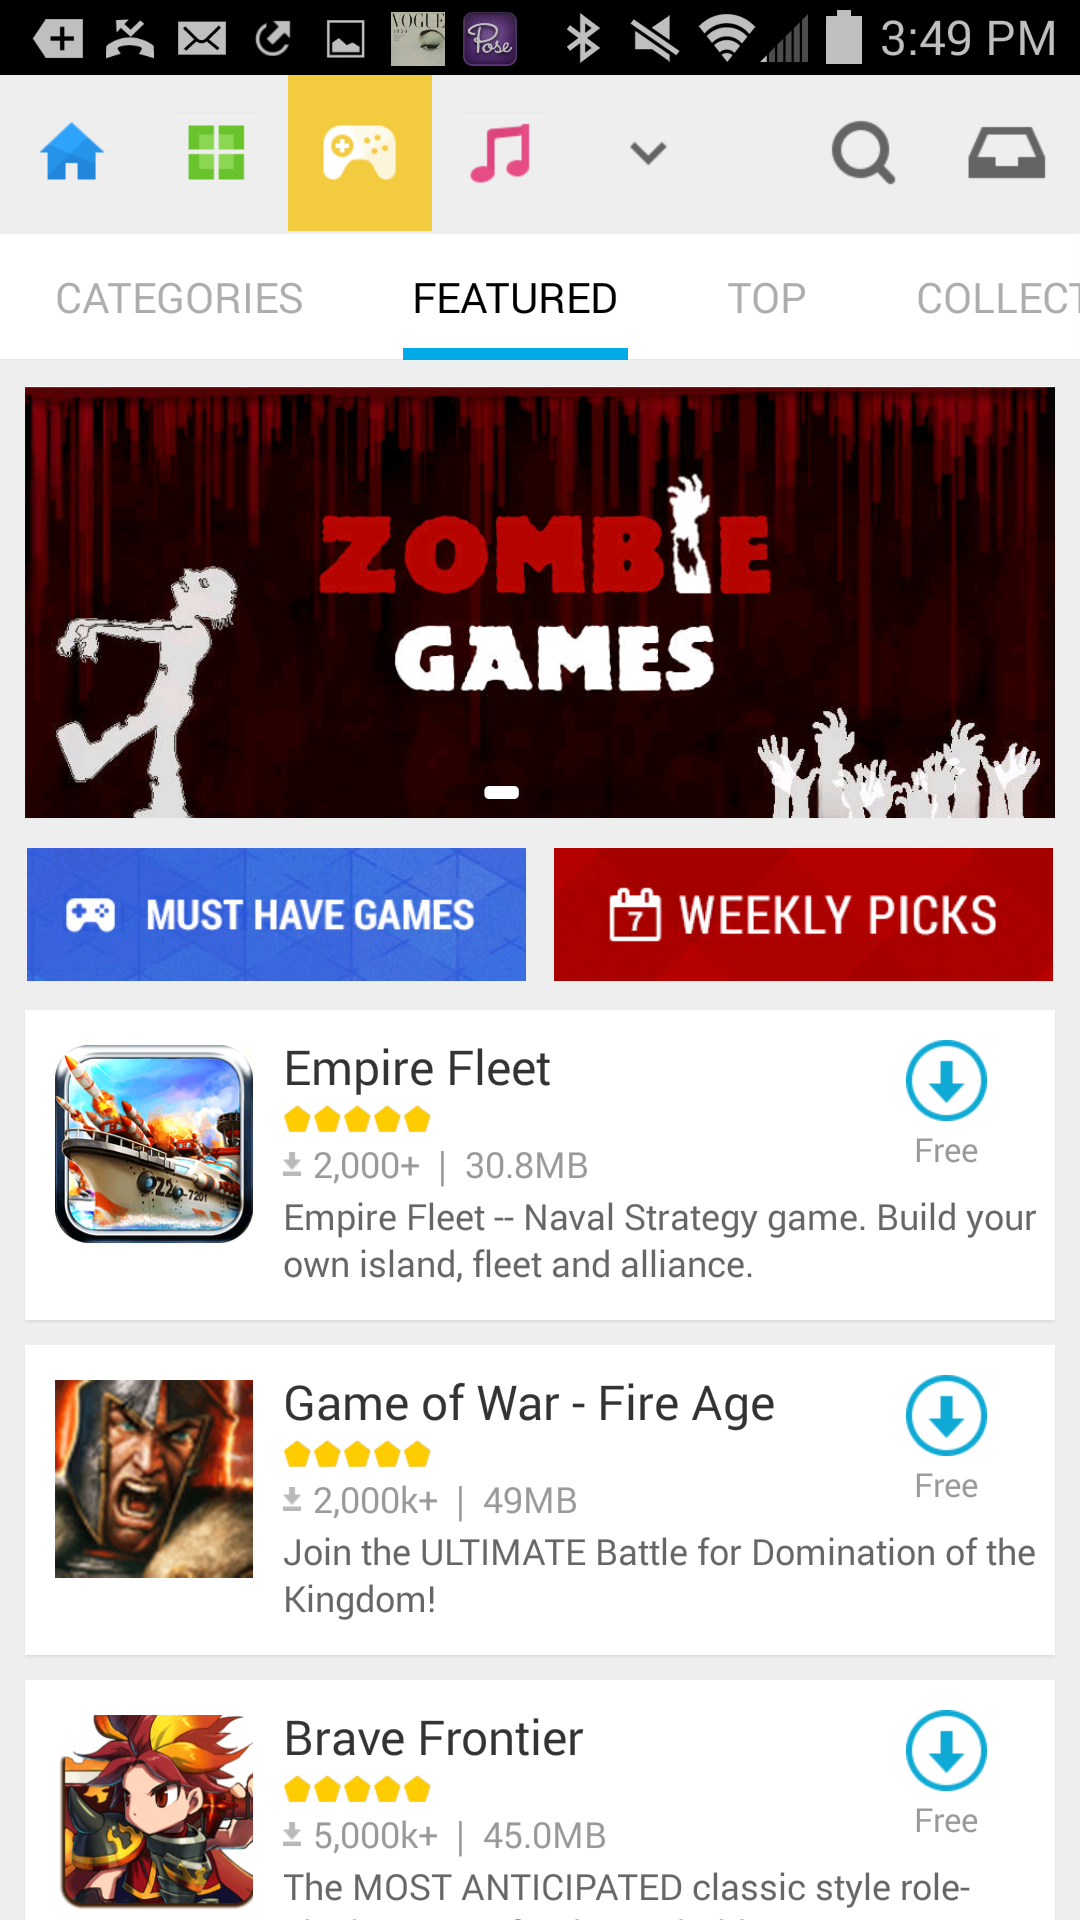 VOGUE
Pose
3:49 PM
CATEGORIES
FEATURED
TOP
COLLECT
ZOMBIE
GAMES
MUST HAVE GAMES
7 WEEKLY PICKS
Empire Fleet
2,000+ | 30.8MB
Free
Empire Fleet -- Naval Strategy game. Build your
own island, fleet and alliance.
Game of War - Fire Age
2,000k+ | 49MB
Free
Join the ULTIMATE Battle for Domination of the
Kingdom!
Brave Frontier
5,000k+ | 45.0MB
Free
The MOST ANTICIPATED classic style role-